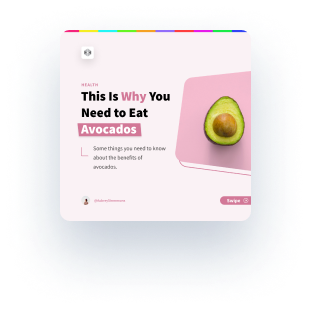 HEALTH
This Is Why You
Need to Eat
Avocados
Some things you need to know
about the benefits of
avocados.
Swipe